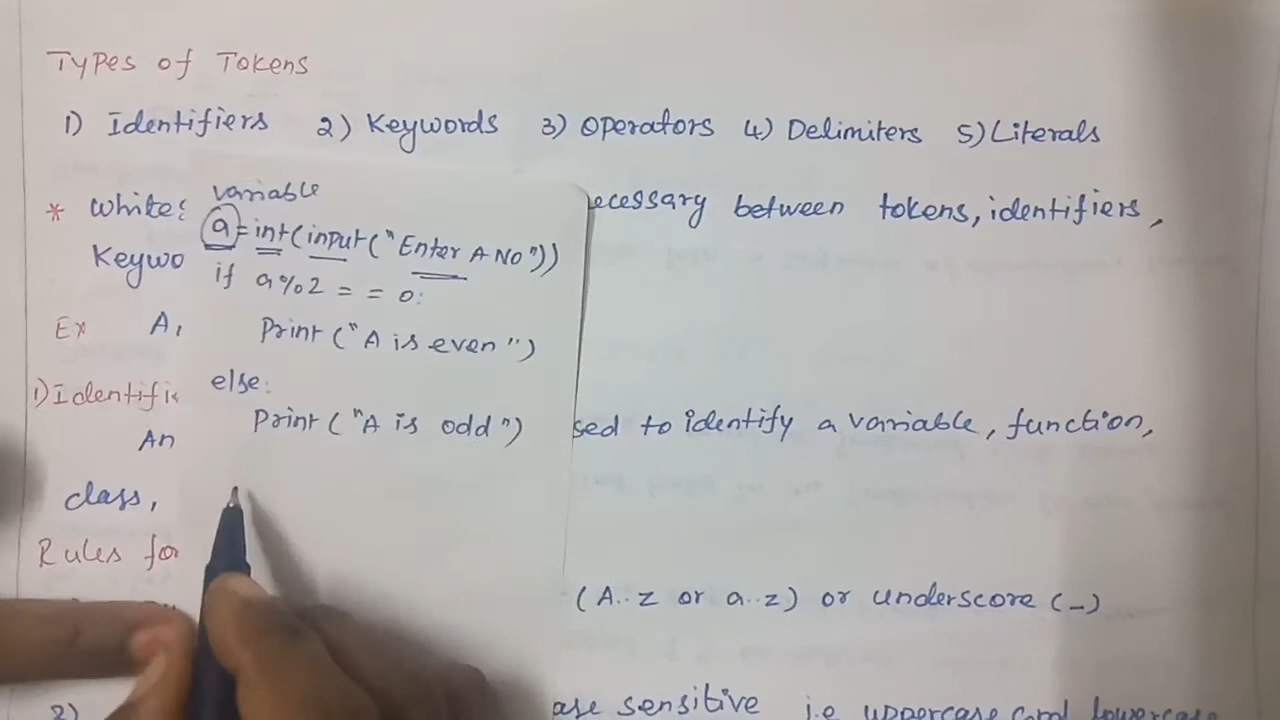 Types of Tokens
1) Identifiers 2) Keywords 3) Operators 4) Delimiters 5) Literals
* White ecessary between tokens, identifiers,
Keywo
Ex A,
1) Identifi
An sed to identify a variable, function,
class,
Rules for
(A..Z or a..z) or underscore (_)
2) ase sensitive i.e uppercase and lowercase
variable
a = int(input("Enter A No"))
if a%2 = = 0:
Print ("A is even")
else:
Print ("A is odd")